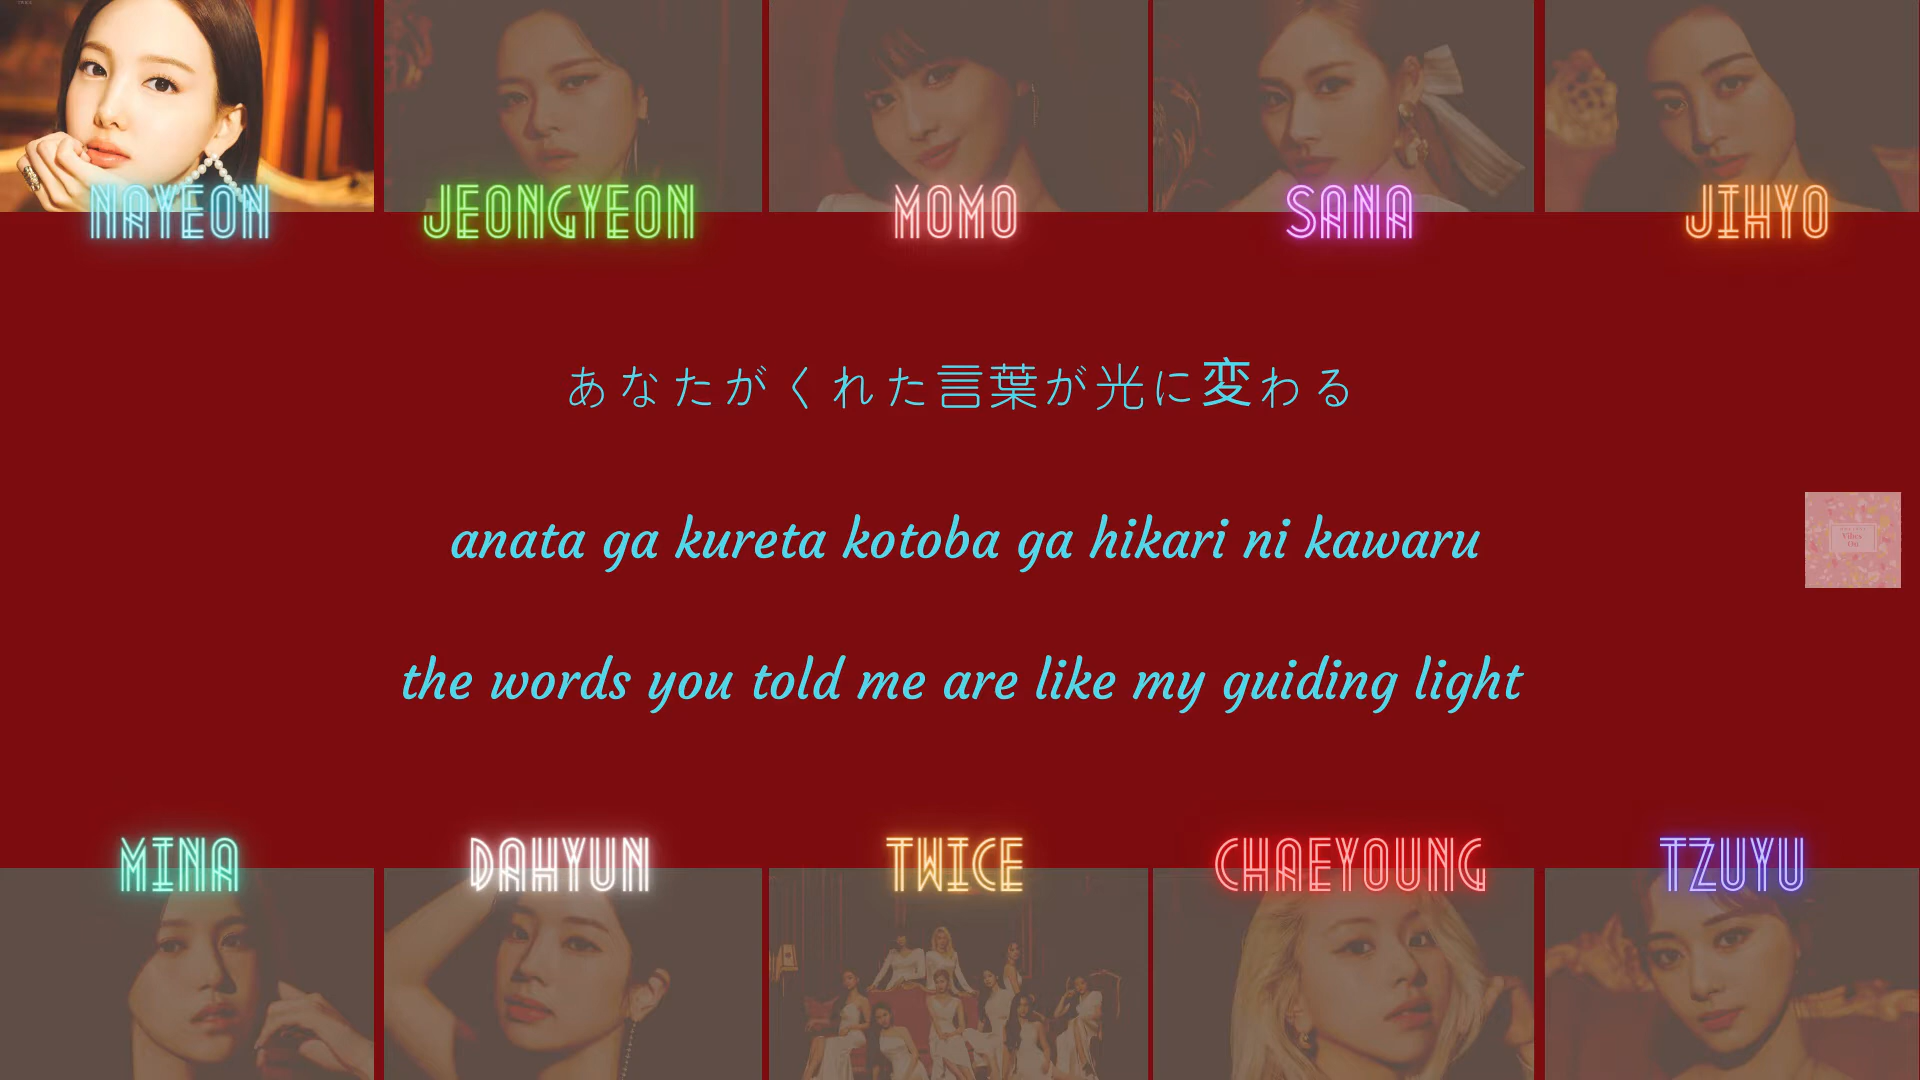 NAYEON
JEONGYEON
MOMO
SANA
JIHYO
あなたがくれた言葉が光に変わる
anata ga kureta kotoba ga hikari ni kawaru
Vibes
On
the words you told me are like my guiding light
MINA
DAHYUN
TWICE
CHAEYOUNG
TZUYU